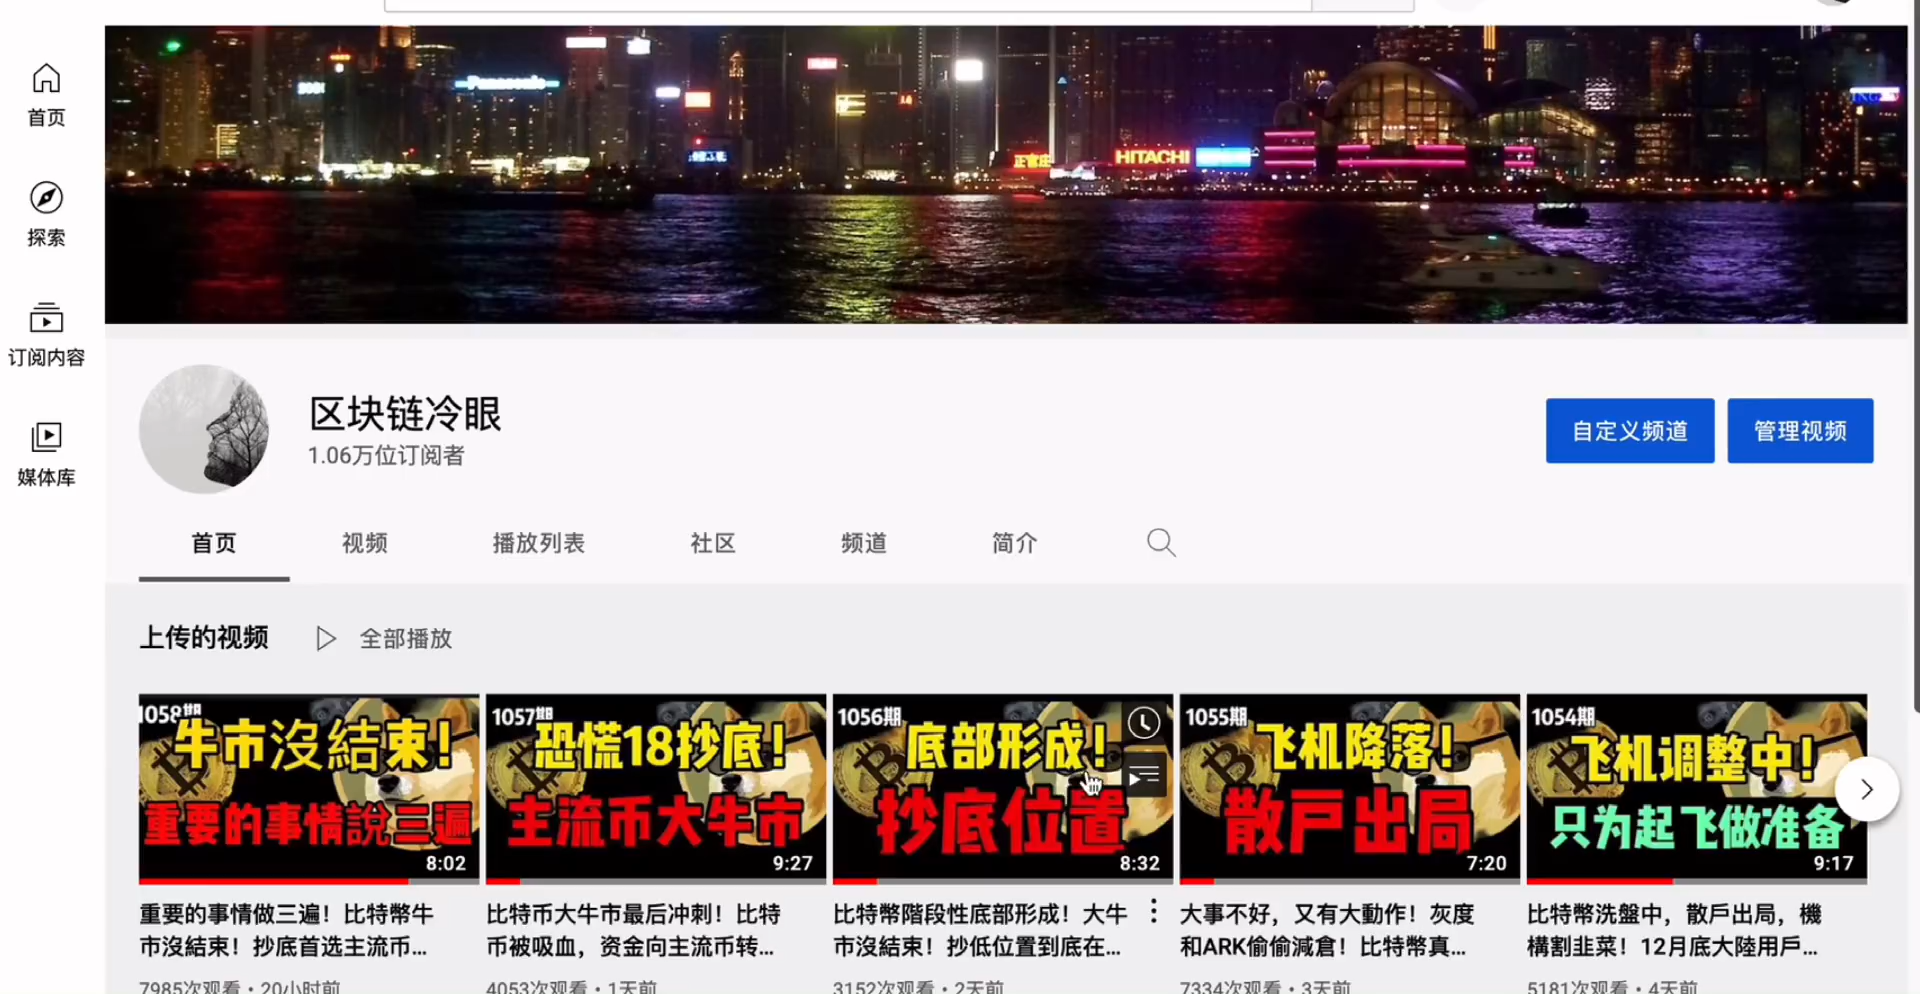 首页
探索
订阅内容
媒体库
Panasonic
正官庄
HITACHI
区块链冷眼
1.06万位订阅者
自定义频道
管理视频
首页
视频
播放列表
社区
频道
简介
上传的视频
全部播放
1058期
牛市沒結束！
重要的事情說三遍
8:02
重要的事情做三遍！比特幣牛
市沒結束！抄底首选主流币...
7985次观看・20小时前
1057期
恐慌18抄底！
主流币大牛市
9:27
比特币大牛市最后冲刺！比特
币被吸血，资金向主流币转...
4053次观看・1天前
1056期
底部形成！
抄底位置
8:32
比特幣階段性底部形成！大牛
市沒結束！抄低位置到底在...
3152次观看・2天前
1055期
飞机降落！
散戸出局
7:20
大事不好，又有大動作！灰度
和ARK偷偷減倉！比特幣真...
7334次观看・3天前
1054期
飞机调整中！
只为起飞做准备
9:17
比特幣洗盤中，散戶出局，機
構割韭菜！12月底大陸用戶...
5181次观看・4天前